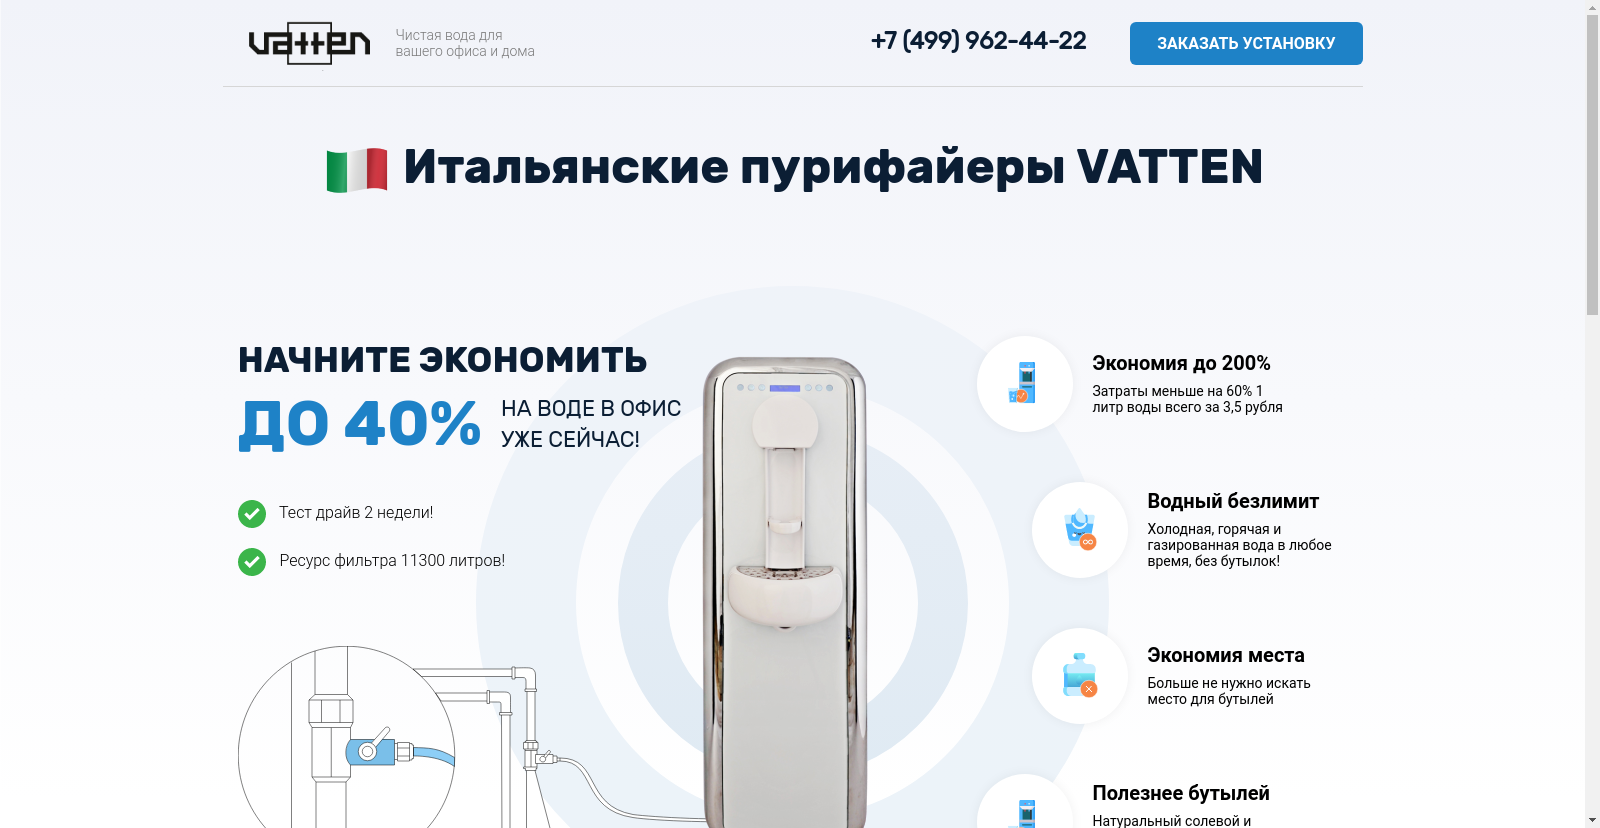 vatten
Чистая вода для
вашего офиса и дома
+7 (499) 962-44-22
ЗАКАЗАТЬ УСТАНОВКУ
Итальянские пурифайеры VATTEN
НАЧНИТЕ ЭКОНОМИТЬ
ДО 40%
НА ВОДЕ В ОФИС
УЖЕ СЕЙЧАС!
Тест драйв 2 недели!
Ресурс фильтра 11300 литров!
Экономия до 200%
Затраты меньше на 60% 1
литр воды всего за 3,5 рубля
Водный безлимит
Холодная, горячая и
газированная вода в любое
время, без бутылок!
Экономия места
Больше не нужно искать
место для бутылей
Полезнее бутылей
Натуральный солевой и